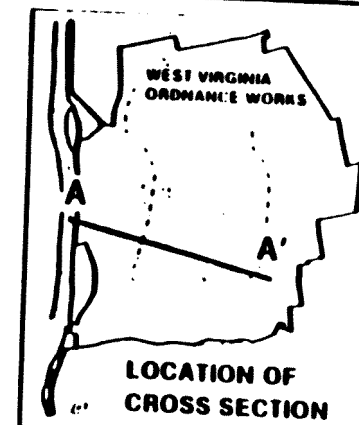 WEST VIRGINIA
ORDNANCE WORKS
A
A'
LOCATION OF
CROSS SECTION